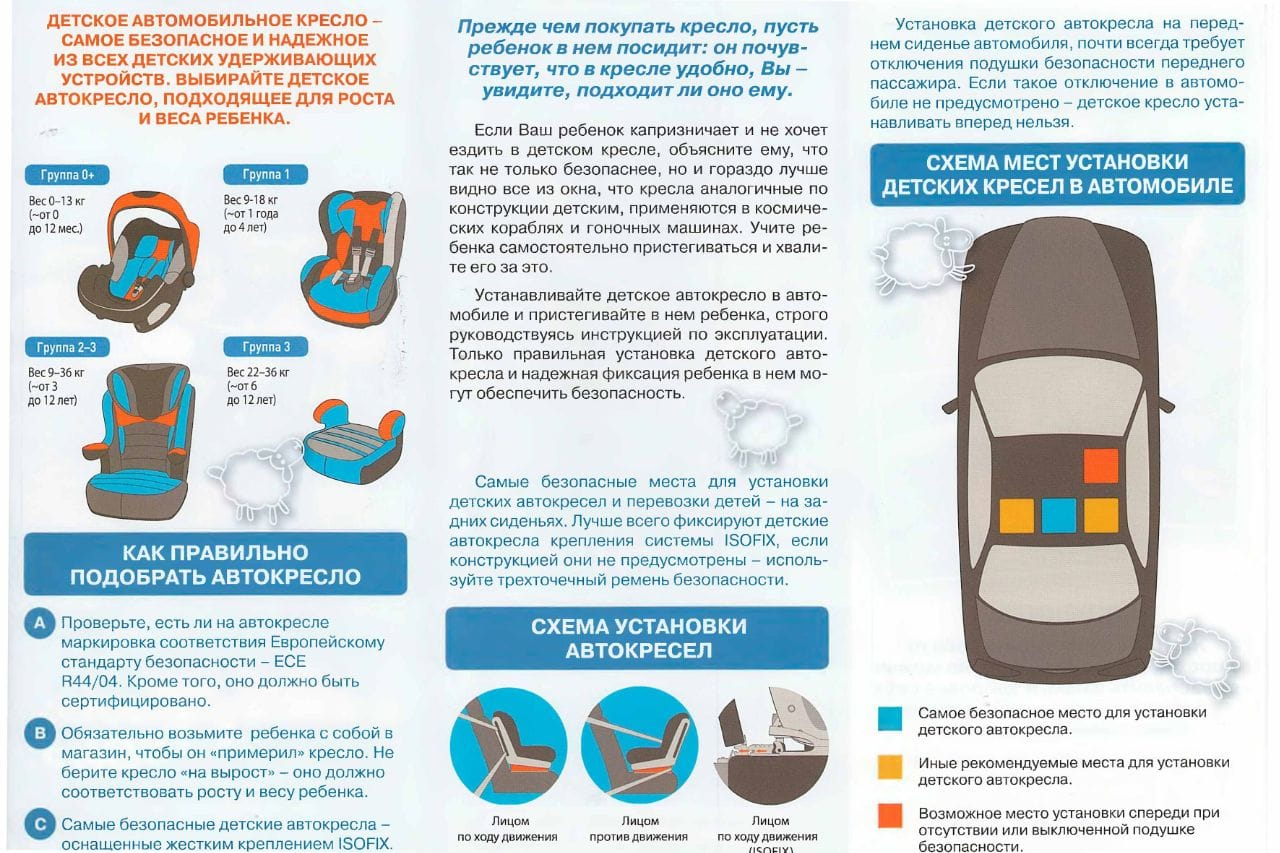 ДЕТСКОЕ АВТОМОБИЛЬНОЕ КРЕСЛО –
САМОЕ БЕЗОПАСНОЕ И НАДЕЖНОЕ
ИЗ ВСЕХ ДЕТСКИХ УДЕРЖИВАЮЩИХ
УСТРОЙСТВ. ВЫБИРАЙТЕ ДЕТСКОЕ
АВТОКРЕСЛО, ПОДХОДЯЩЕЕ ДЛЯ РОСТА
И ВЕСА РЕБЕНКА.
Группа 0+
Вес 0–13 кг
(~от 0
до 12 мес.)
Группа 1
Вес 9-18 кг
(~от 1 года
до 4 лет)
Группа 2–3
Вес 9–36 кг
(~от 3
до 12 лет)
Группа 3
Вес 22-36 кг
(~от 6
до 12 лет)
КАК ПРАВИЛЬНО
ПОДОБРАТЬ АВТОКРЕСЛО
A Проверьте, есть ли на автокресле
маркировка соответствия Европейскому
стандарту безопасности – ECE
R44/04. Кроме того, оно должно быть
сертифицировано.
B Обязательно возьмите ребенка с собой в
магазин, чтобы он «примерил» кресло. Не
берите кресло «на вырост» – оно должно
соответствовать росту и весу ребенка.
C Самые безопасные детские автокресла –
оснащенные жестким креплением ISOFIX.
Прежде чем покупать кресло, пусть
ребенок в нем посидит: он почув-
ствует, что в кресле удобно, Вы –
увидите, подходит ли оно ему.
Если Ваш ребенок капризничает и не хочет
ездить в детском кресле, объясните ему, что
так не только безопаснее, но и гораздо лучше
видно все из окна, что кресла аналогичные по
конструкции детским, применяются в космиче-
ских кораблях и гоночных машинах. Учите ре-
бенка самостоятельно пристегиваться и хвали-
те его за это.
Устанавливайте детское автокресло в авто-
мобиле и пристегивайте в нем ребенка, строго
руководствуясь инструкцией по эксплуатации.
Только правильная установка детского авто-
кресла и надежная фиксация ребенка в нем мо-
гут обеспечить безопасность.
Самые безопасные места для установки
детских автокресел и перевозки детей – на за-
дних сиденьях. Лучше всего фиксируют детские
автокресла крепления системы ISOFIX, если
конструкцией они не предусмотрены – исполь-
зуйте трехточечный ремень безопасности.
СХЕМА УСТАНОВКИ
АВТОКРЕСЕЛ
Лицом
по ходу движения
Лицом
против движения
Лицом
по ходу движения
(ISOFIX)
Установка детского автокресла на перед-
нем сиденье автомобиля, почти всегда требует
отключения подушки безопасности переднего
пассажира. Если такое отключение в автомо-
биле не предусмотрено – детское кресло уста-
навливать вперед нельзя.
СХЕМА МЕСТ УСТАНОВКИ
ДЕТСКИХ КРЕСЕЛ В АВТОМОБИЛЕ
Самое безопасное место для установки
детского автокресла.
Иные рекомендуемые места для установки
детского автокресла.
Возможное место установки спереди при
отсутствии или выключенной подушке
безопасности.